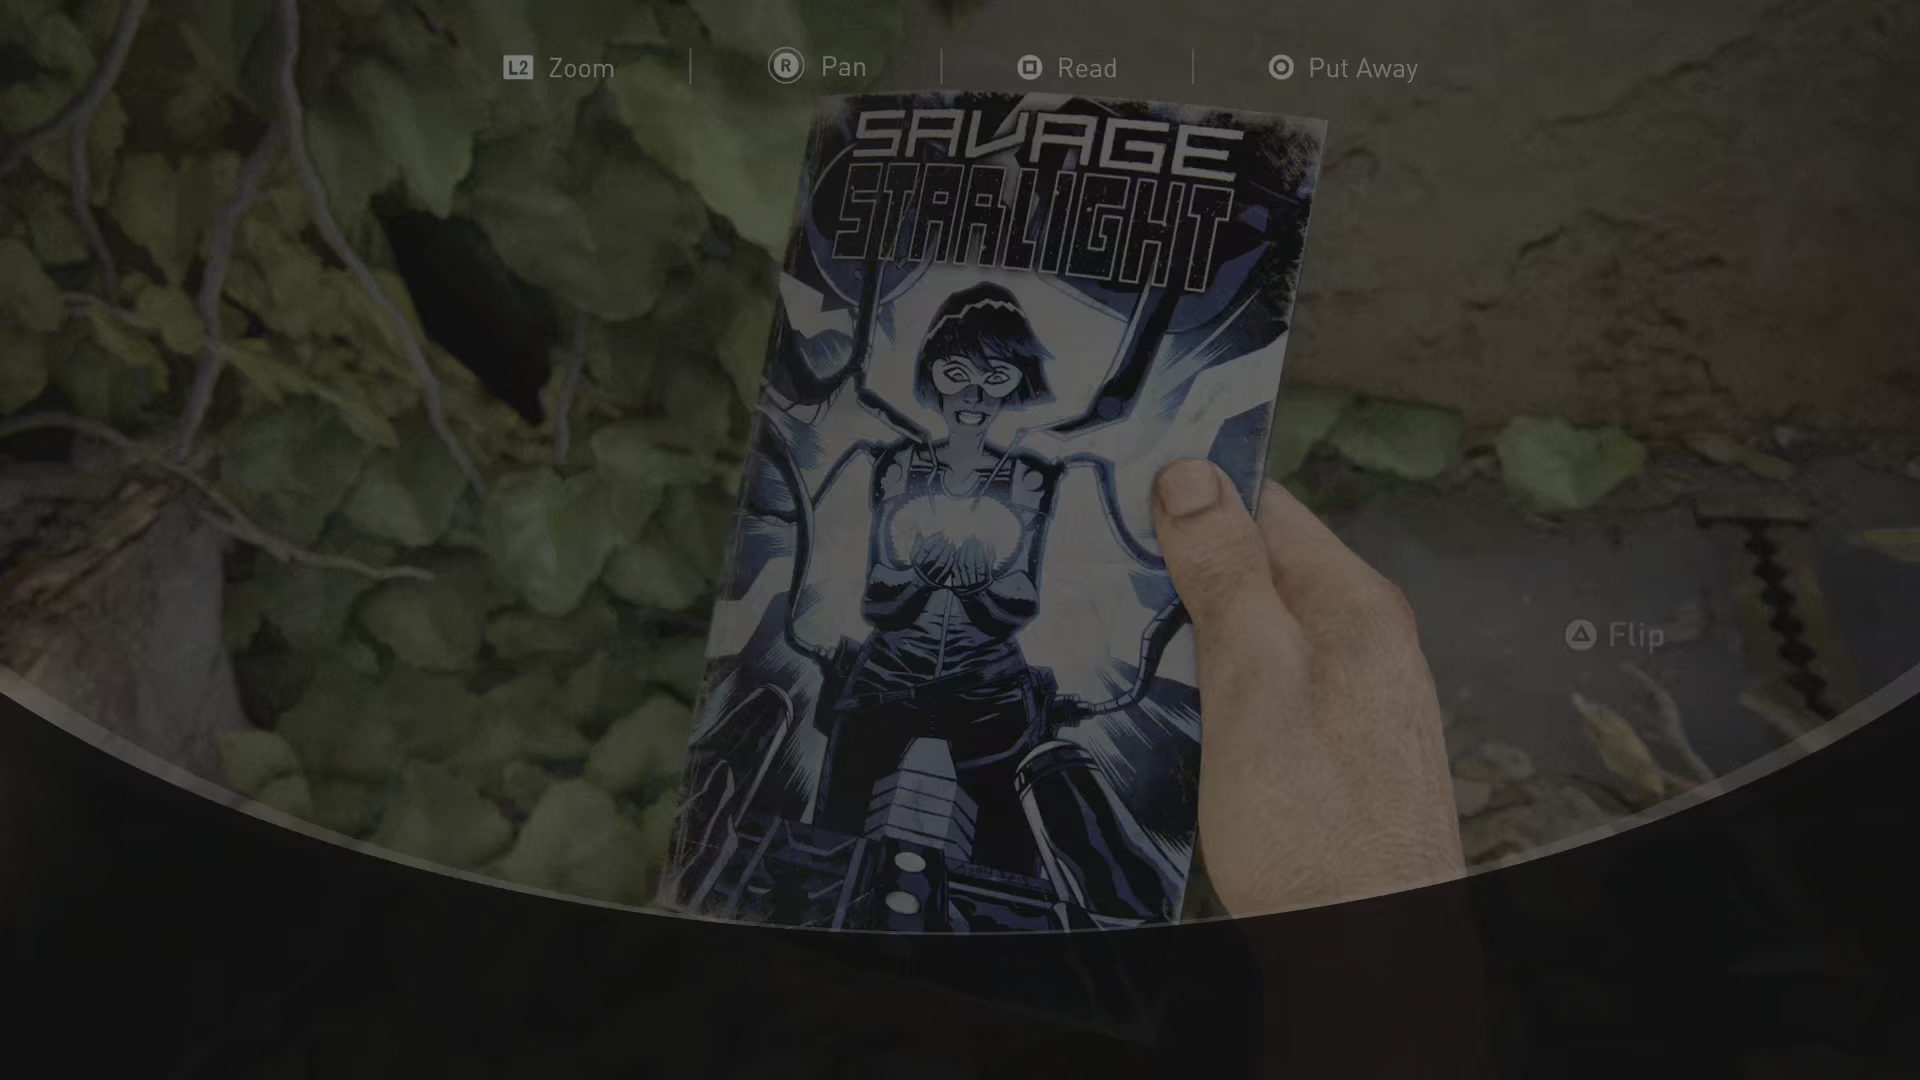 L2 Zoom
R Pan
Read
Put Away
SAVAGE
STARLIGHT
Flip